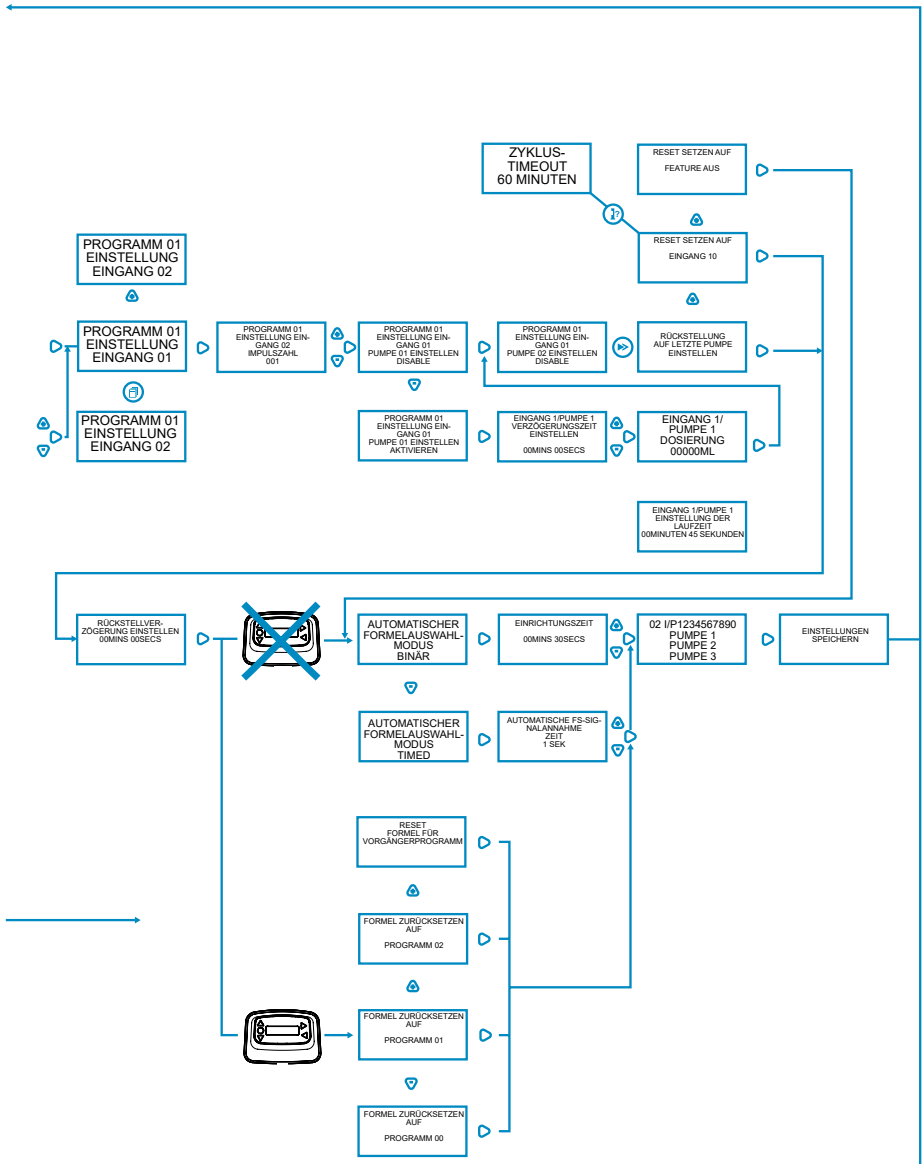 ZYKLUS-
TIMEOUT
60 MINUTEN
RESET SETZEN AUF
FEATURE AUS
?
RESET SETZEN AUF
EINGANG 10
PROGRAMM 01
EINSTELLUNG
EINGANG 02
PROGRAMM 01
EINSTELLUNG
EINGANG 01
PROGRAMM 01
EINSTELLUNG EIN-
GANG 02
IMPULSZAHL
001
PROGRAMM 01
EINSTELLUNG EIN-
GANG 01
PUMPE 01 EINSTELLEN
DISABLE
PROGRAMM 01
EINSTELLUNG EIN-
GANG 01
PUMPE 02 EINSTELLEN
DISABLE
RÜCKSTELLUNG
AUF LETZTE PUMPE
EINSTELLEN
PROGRAMM 01
EINSTELLUNG
EINGANG 02
PROGRAMM 01
EINSTELLUNG EIN-
GANG 01
PUMPE 01 EINSTELLEN
AKTIVIEREN
EINGANG 1/PUMPE 1
VERZÖGERUNGSZEIT
EINSTELLEN
00MINS 00SECS
EINGANG 1/
PUMPE 1
DOSIERUNG
00000ML
EINGANG 1/PUMPE 1
EINSTELLUNG DER
LAUFZEIT
00MINUTEN 45 SEKUNDEN
RÜCKSTELLVER-
ZÖGERUNG EINSTELLEN
00MINS 00SECS
AUTOMATISCHER
FORMELAUSWAHL-
MODUS
BINÄR
EINRICHTUNGSZEIT
00MINS 30SECS
02 I/P1234567890
PUMPE 1
PUMPE 2
PUMPE 3
EINSTELLUNGEN
SPEICHERN
AUTOMATISCHER
FORMELAUSWAHL-
MODUS
TIMED
AUTOMATISCHE FS-SIG-
NALANNAHME
ZEIT
1 SEK
RESET
FORMEL FÜR
VORGÄNGERPROGRAMM
FORMEL ZURÜCKSETZEN
AUF
PROGRAMM 02
FORMEL ZURÜCKSETZEN
AUF
PROGRAMM 01
FORMEL ZURÜCKSETZEN
AUF
PROGRAMM 00